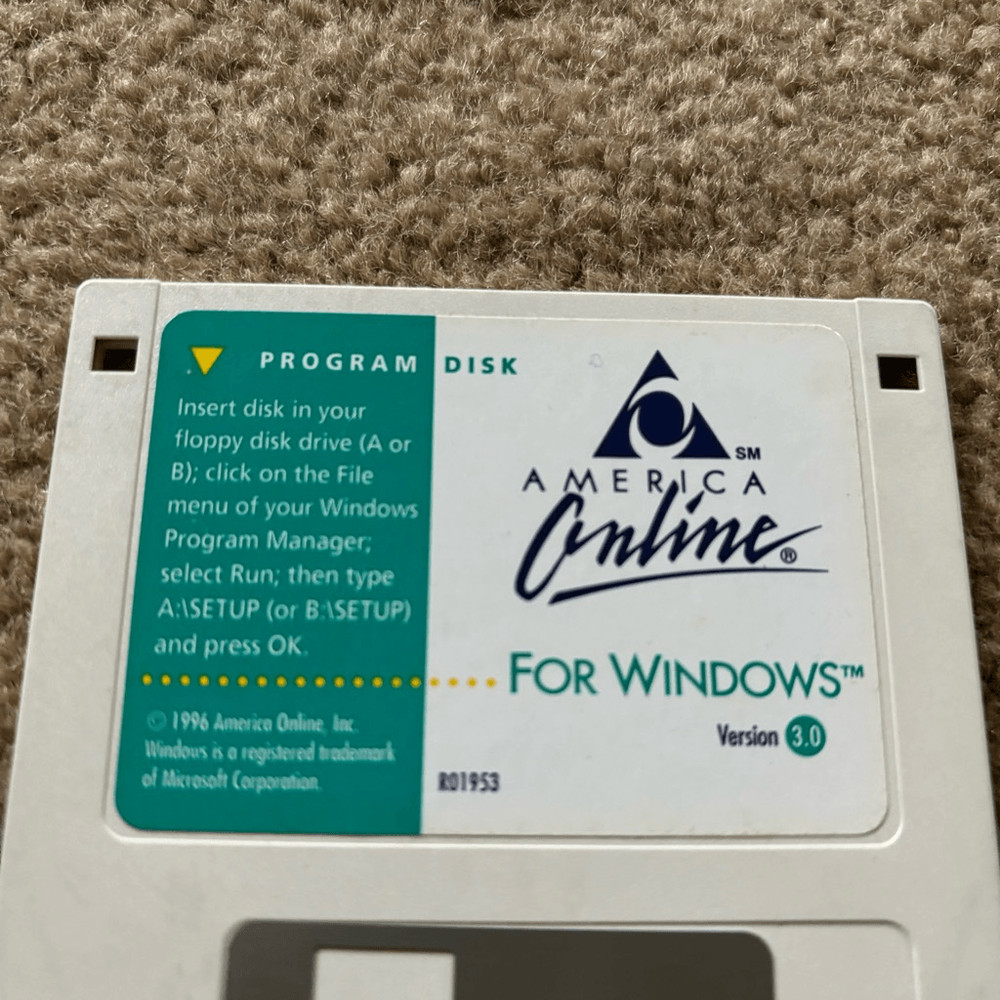 PROGRAM DISK
Insert disk in your
floppy disk drive (A or
B); click on the File
menu of your Windows
Program Manager;
select Run; then type
A:\SETUP (or B:\SETUP)
and press OK.
© 1996 America Online, Inc.
Windows is a registered trademark
of Microsoft Corporation.
SM
AMERICA
Online®
FOR WINDOWS™
Version 3.0
R01953